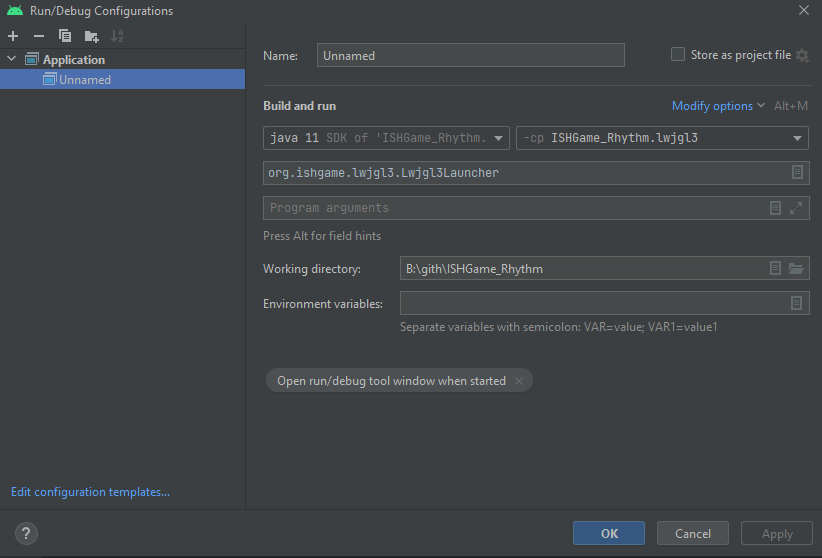 Run/Debug Configurations
Application
Unnamed
Name: Unnamed Store as project file
Build and run Modify options Alt+M
java 11 SDK of 'ISHGame_Rhythm. -cp ISHGame_Rhythm.lwjgl3
org.ishgame.lwjgl3.Lwjgl3Launcher
Program arguments
Press Alt for field hints
Working directory: B:\gith\ISHGame_Rhythm
Environment variables:
Separate variables with semicolon: VAR=value; VAR1=value1
Open run/debug tool window when started
Edit configuration templates...
? OK Cancel Apply